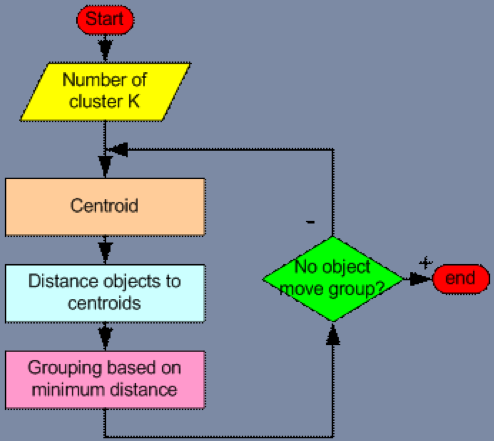 Start
Number of
cluster K
Centroid
Distance objects to
centroids
Grouping based on
minimum distance
-
No object
move group?
+
end